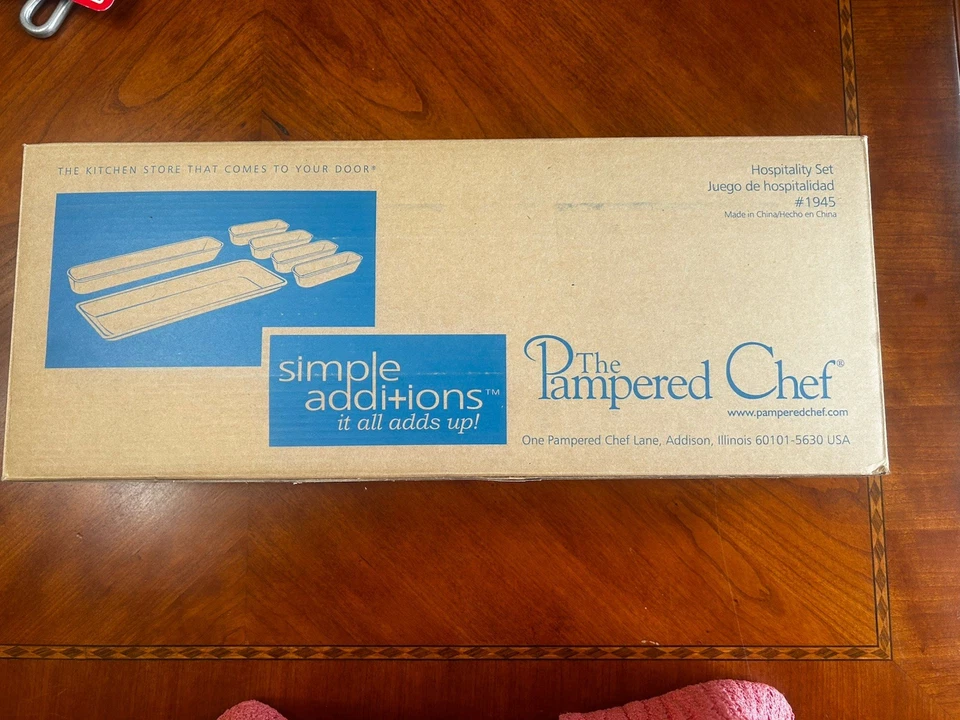 THE KITCHEN STORE THAT COMES TO YOUR DOOR®
Hospitality Set
Juego de hospitalidad
#1945
Made in China/Hecho en China
simple
additions™
it all adds up!
The
Pampered Chef®
www.pamperedchef.com
One Pampered Chef Lane, Addison, Illinois 60101-5630 USA